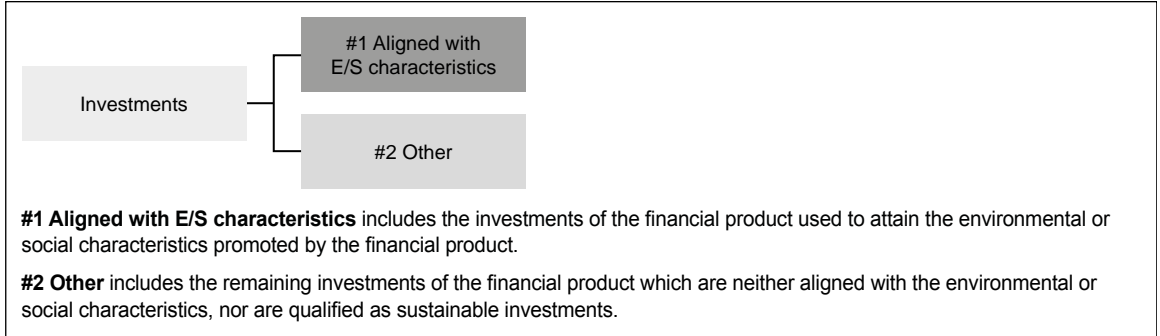 #1 Aligned with
E/S characteristics
Investments
#2 Other
#1 Aligned with E/S characteristics includes the investments of the financial product used to attain the environmental or
social characteristics promoted by the financial product.
#2 Other includes the remaining investments of the financial product which are neither aligned with the environmental or
social characteristics, nor are qualified as sustainable investments.